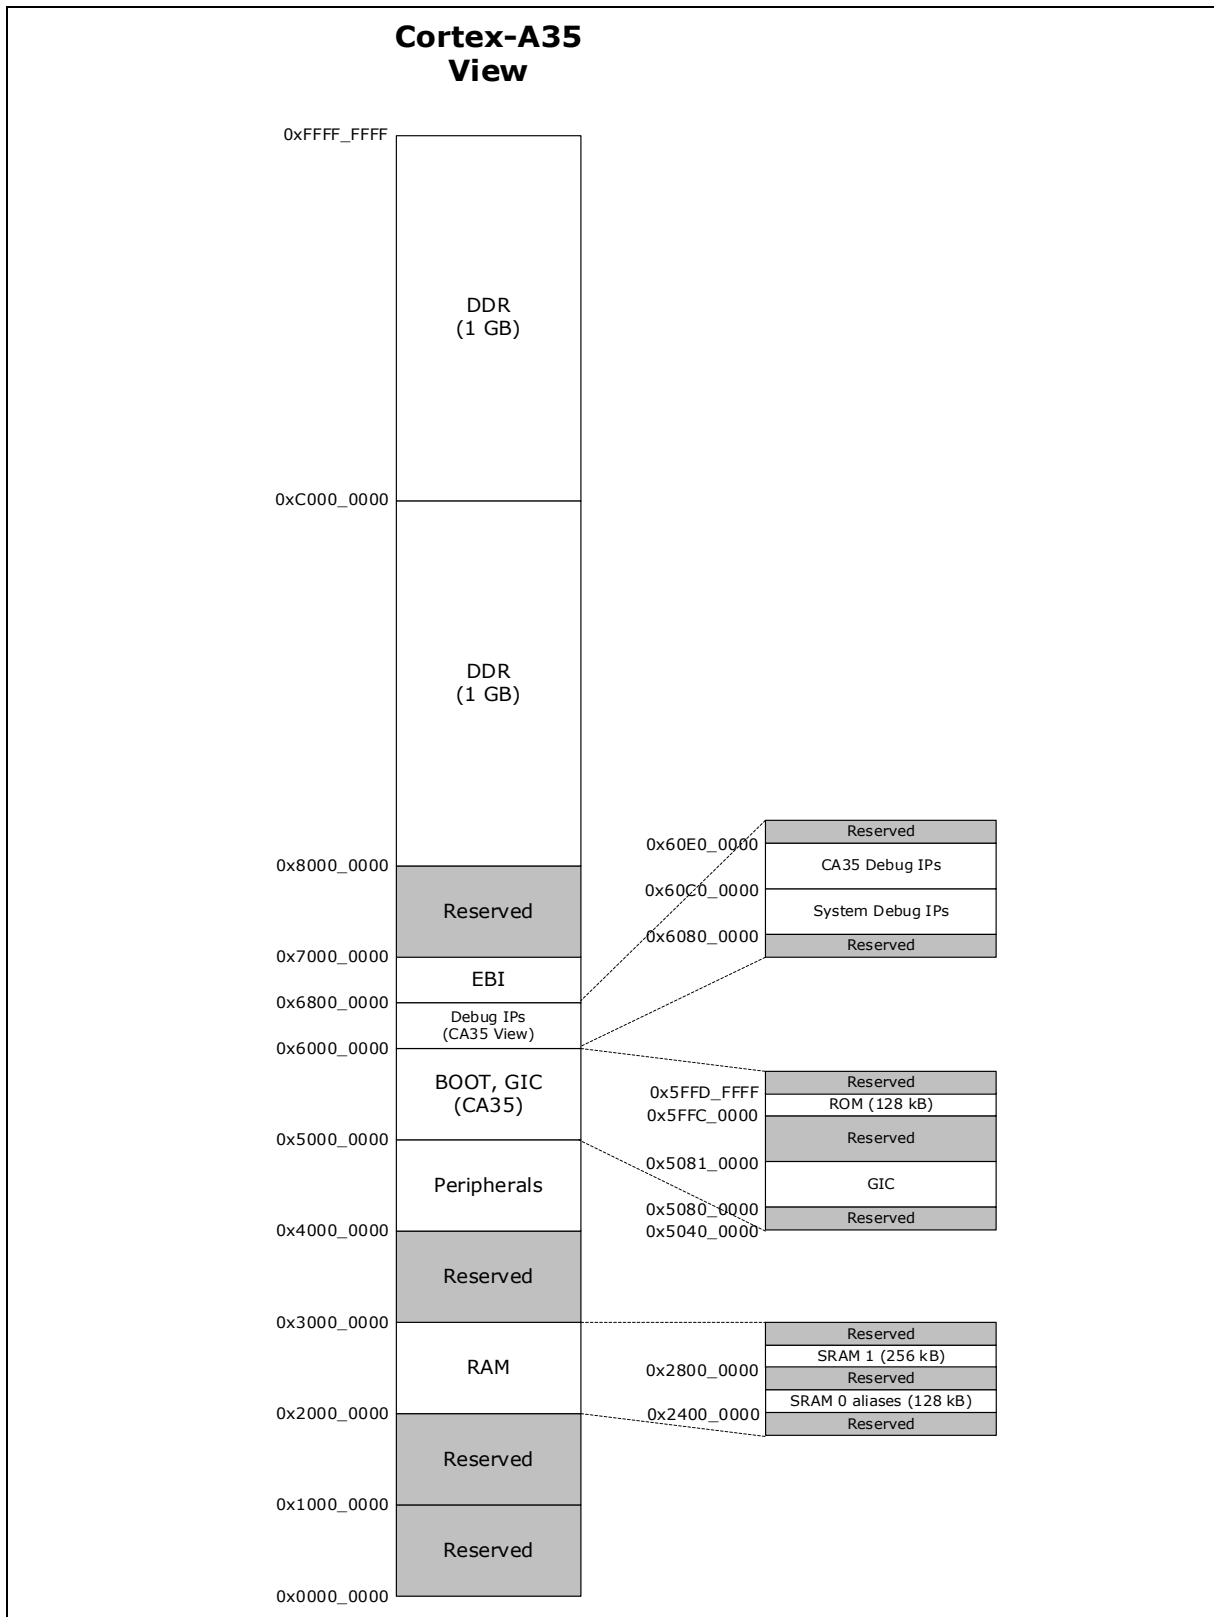 Cortex-A35
View
0xFFFF_FFFF
DDR
(1 GB)
0xC000_0000
DDR
(1 GB)
0x8000_0000
Reserved
0x7000_0000
EBI
0x6800_0000
Debug IPs
(CA35 View)
0x6000_0000
BOOT, GIC
(CA35)
0x5000_0000
Peripherals
0x4000_0000
Reserved
0x3000_0000
RAM
0x2000_0000
Reserved
0x1000_0000
Reserved
0x0000_0000
Reserved
0x60E0_0000
CA35 Debug IPs
0x60C0_0000
System Debug IPs
0x6080_0000
Reserved
Reserved
0x5FFD_FFFF
ROM (128 kB)
0x5FFC_0000
Reserved
0x5081_0000
GIC
0x5080_0000
Reserved
0x5040_0000
Reserved
SRAM 1 (256 kB)
0x2800_0000
Reserved
SRAM 0 aliases (128 kB)
0x2400_0000
Reserved